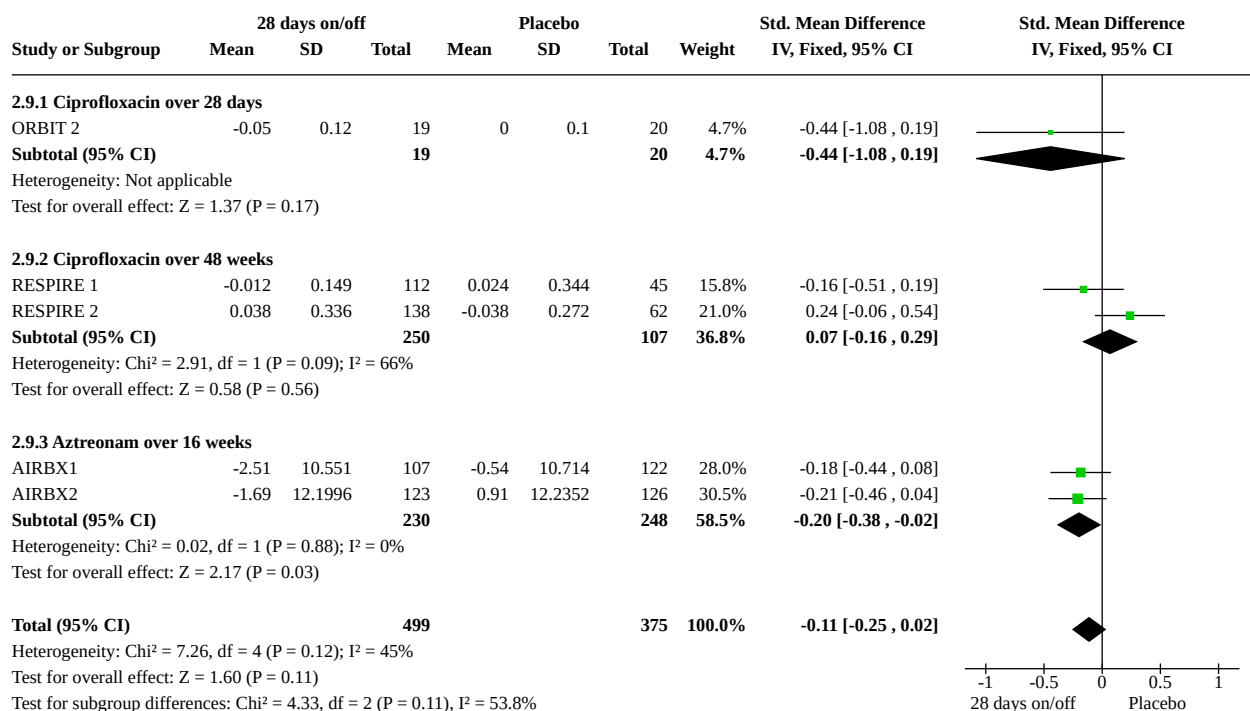 28 days on/off Placebo Std. Mean Difference Std. Mean Difference
Study or Subgroup Mean SD Total Mean SD Total Weight IV, Fixed, 95% CI IV, Fixed, 95% CI
2.9.1 Ciprofloxacin over 28 days
ORBIT 2 -0.05 0.12 19 0 0.1 20 4.7% -0.44 [-1.08 , 0.19]
Subtotal (95% CI) 19 20 4.7% -0.44 [-1.08 , 0.19]
Heterogeneity: Not applicable
Test for overall effect: Z = 1.37 (P = 0.17)
2.9.2 Ciprofloxacin over 48 weeks
RESPIRE 1 -0.012 0.149 112 0.024 0.344 45 15.8% -0.16 [-0.51 , 0.19]
RESPIRE 2 0.038 0.336 138 -0.038 0.272 62 21.0% 0.24 [-0.06 , 0.54]
Subtotal (95% CI) 250 107 36.8% 0.07 [-0.16 , 0.29]
Heterogeneity: Chi² = 2.91, df = 1 (P = 0.09); I² = 66%
Test for overall effect: Z = 0.58 (P = 0.56)
2.9.3 Aztreonam over 16 weeks
AIRBX1 -2.51 10.551 107 -0.54 10.714 122 28.0% -0.18 [-0.44 , 0.08]
AIRBX2 -1.69 12.1996 123 0.91 12.2352 126 30.5% -0.21 [-0.46 , 0.04]
Subtotal (95% CI) 230 248 58.5% -0.20 [-0.38 , -0.02]
Heterogeneity: Chi² = 0.02, df = 1 (P = 0.88); I² = 0%
Test for overall effect: Z = 2.17 (P = 0.03)
Total (95% CI) 499 375 100.0% -0.11 [-0.25 , 0.02]
Heterogeneity: Chi² = 7.26, df = 4 (P = 0.12); I² = 45%
Test for overall effect: Z = 1.60 (P = 0.11)
-1 -0.5 0 0.5 1
Test for subgroup differences: Chi² = 4.33, df = 2 (P = 0.11), I² = 53.8% 28 days on/off Placebo